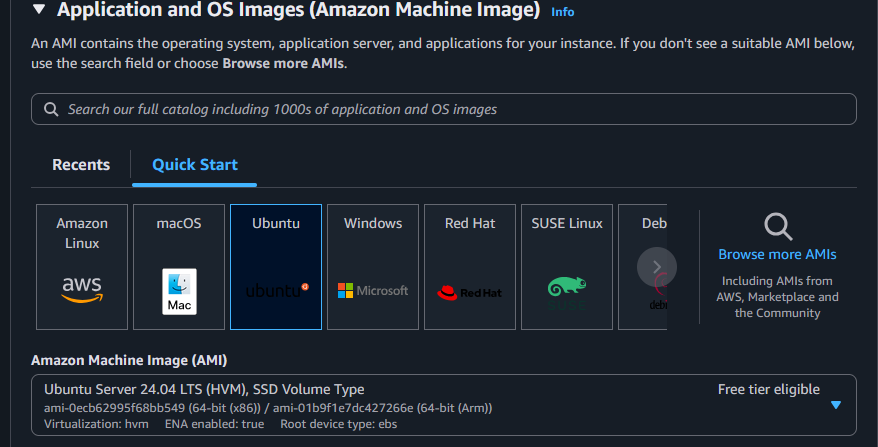 Application and OS Images (Amazon Machine Image) Info
An AMI contains the operating system, application server, and applications for your instance. If you don't see a suitable AMI below,
use the search field or choose Browse more AMIs.
Search our full catalog including 1000s of application and OS images
Recents
Quick Start
Amazon
Linux
aws
macOS
Mac
Ubuntu
ubuntu
Windows
Microsoft
Red Hat
Red Hat
SUSE Linux
Deb
deb
Browse more AMIs
Including AMIs from
AWS, Marketplace and
the Community
Amazon Machine Image (AMI)
Ubuntu Server 24.04 LTS (HVM), SSD Volume Type
Free tier eligible
ami-0ecb62995f68bb549 (64-bit (x86)) / ami-01b9f1e7dc427266e (64-bit (Arm))
Virtualization: hvm ENA enabled: true Root device type: ebs